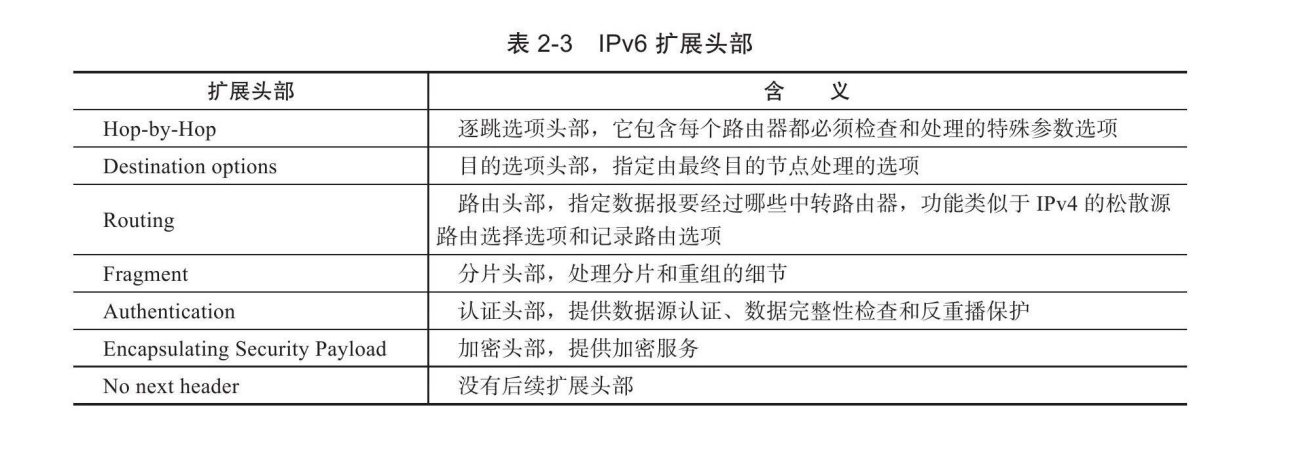 表 2-3 IPv6 扩展头部
扩展头部 含 义
Hop-by-Hop 逐跳选项头部，它包含每个路由器都必须检查和处理的特殊参数选项
Destination options 目的选项头部，指定由最终目的节点处理的选项
Routing 路由头部，指定数据报要经过哪些中转路由器，功能类似于 IPv4 的松散源
路由选择选项和记录路由选项
Fragment 分片头部，处理分片和重组的细节
Authentication 认证头部，提供数据源认证、数据完整性检查和反重播保护
Encapsulating Security Payload 加密头部，提供加密服务
No next header 没有后续扩展头部